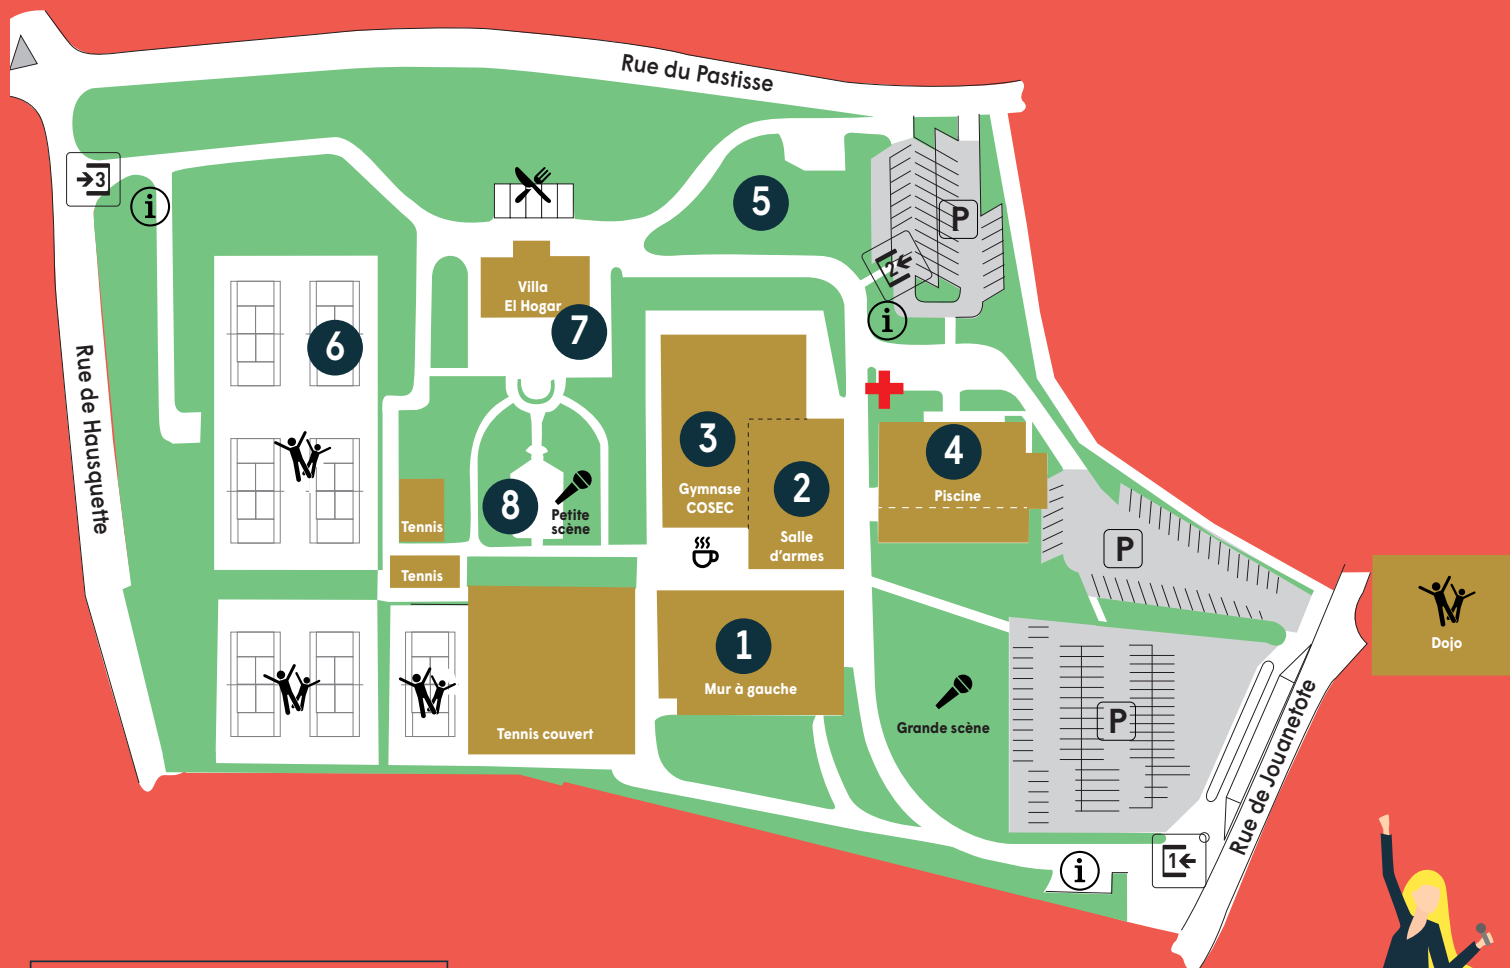 Rue du Pastisse
3
i
P
5
2
i
Villa
El Hogar
7
6
Rue de Hausquette
3
Gymnase
COSEC
2
Salle
d'armes
4
Piscine
P
Tennis
8
Petite
scène
Tennis
Dojo
1
Mur à gauche
Tennis couvert
Grande scène
P
Rue de Jouanetote
i
1